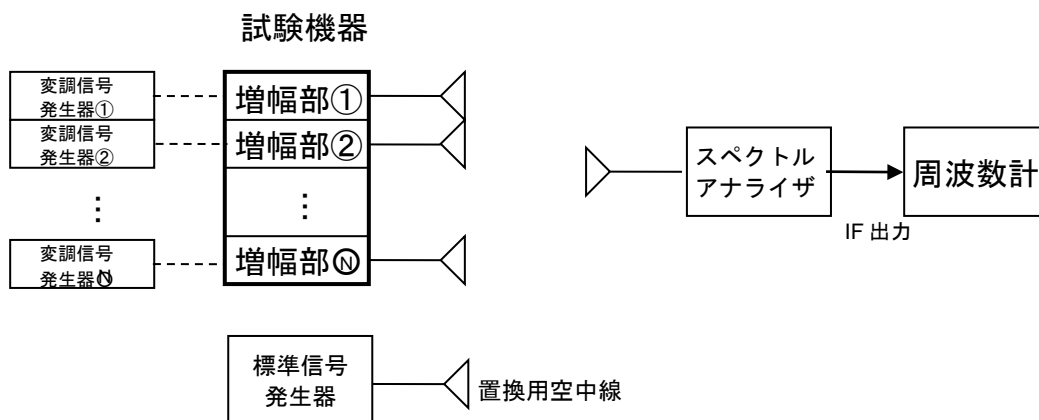 試験機器
変調信号
発生器①
増幅部①
変調信号
発生器②
増幅部②
⋮
⋮
変調信号
発生器Ⓝ
増幅部Ⓝ
スペクトル
アナライザ
周波数計
IF 出力
標準信号
発生器
置換用空中線